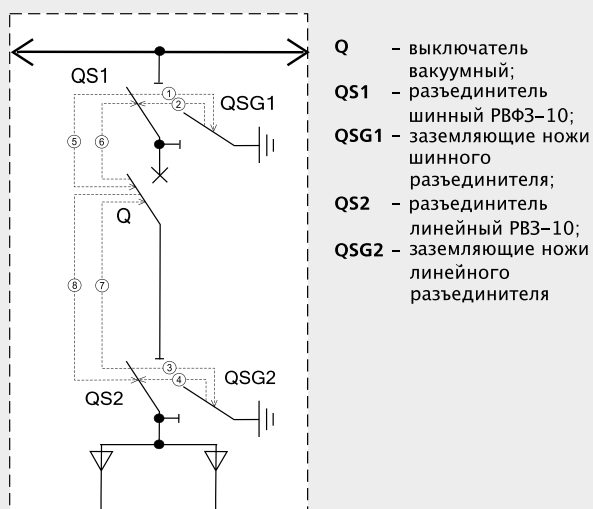 QS1
1
2
QSG1
5
6
Q
8
7
3
4
QSG2
QS2
Q – выключатель
вакуумный;
QS1 – разъединитель
шинный РВФЗ–10;
QSG1 – заземляющие ножи
шинного
разъединителя;
QS2 – разъединитель
линейный РВЗ–10;
QSG2 – заземляющие ножи
линейного
разъединителя